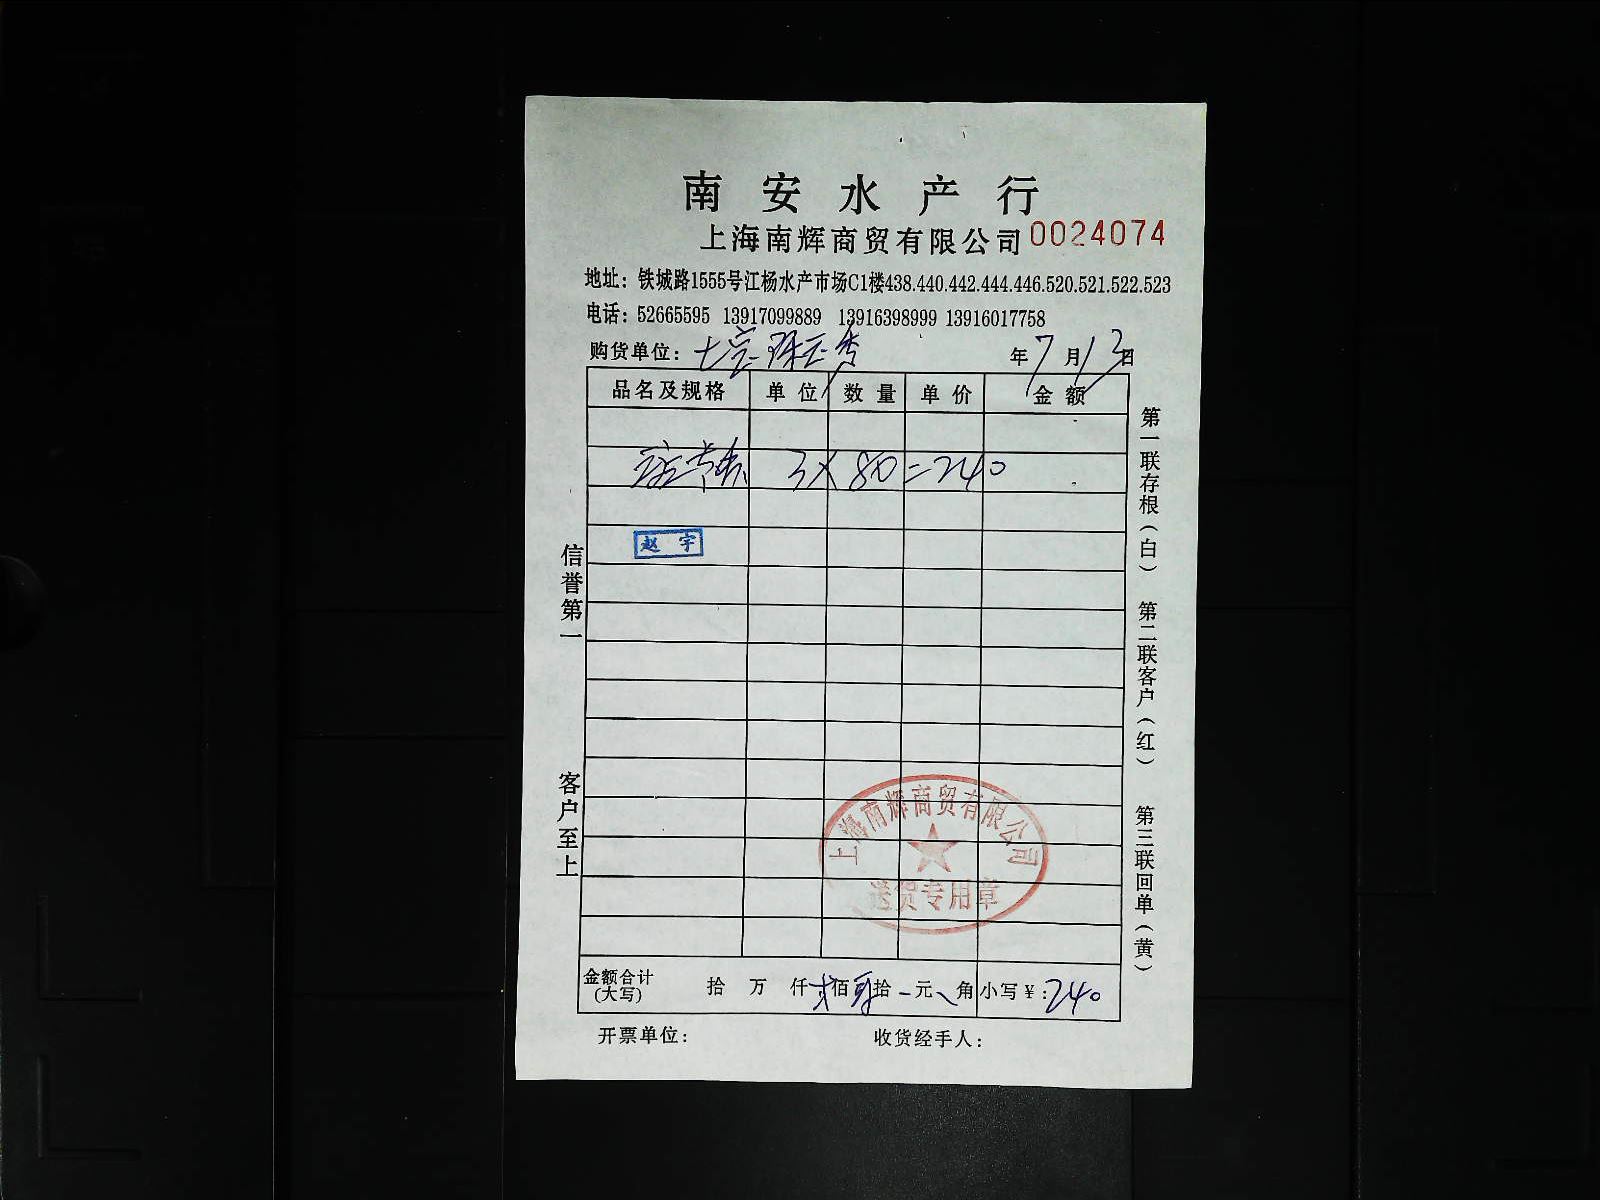 南安水产行
上海南辉商贸有限公司 0024074
地址：铁城路1555号江杨水产市场C1楼438.440.442.444.446.520.521.522.523
电话：52665595 13917099889 13916398999 13916017758
购货单位： 年7月13日
品名及规格 单位 数量 单价 金额
3×80=240
赵宇
信誉第一
客户至上
第一联存根（白） 第二联客户（红） 第三联回单（黄）
上海南辉商贸有限公司
送货专用章
金额合计（大写） 拾 万 仟 贰佰肆拾 元 角 小写￥：240
开票单位： 收货经手人：